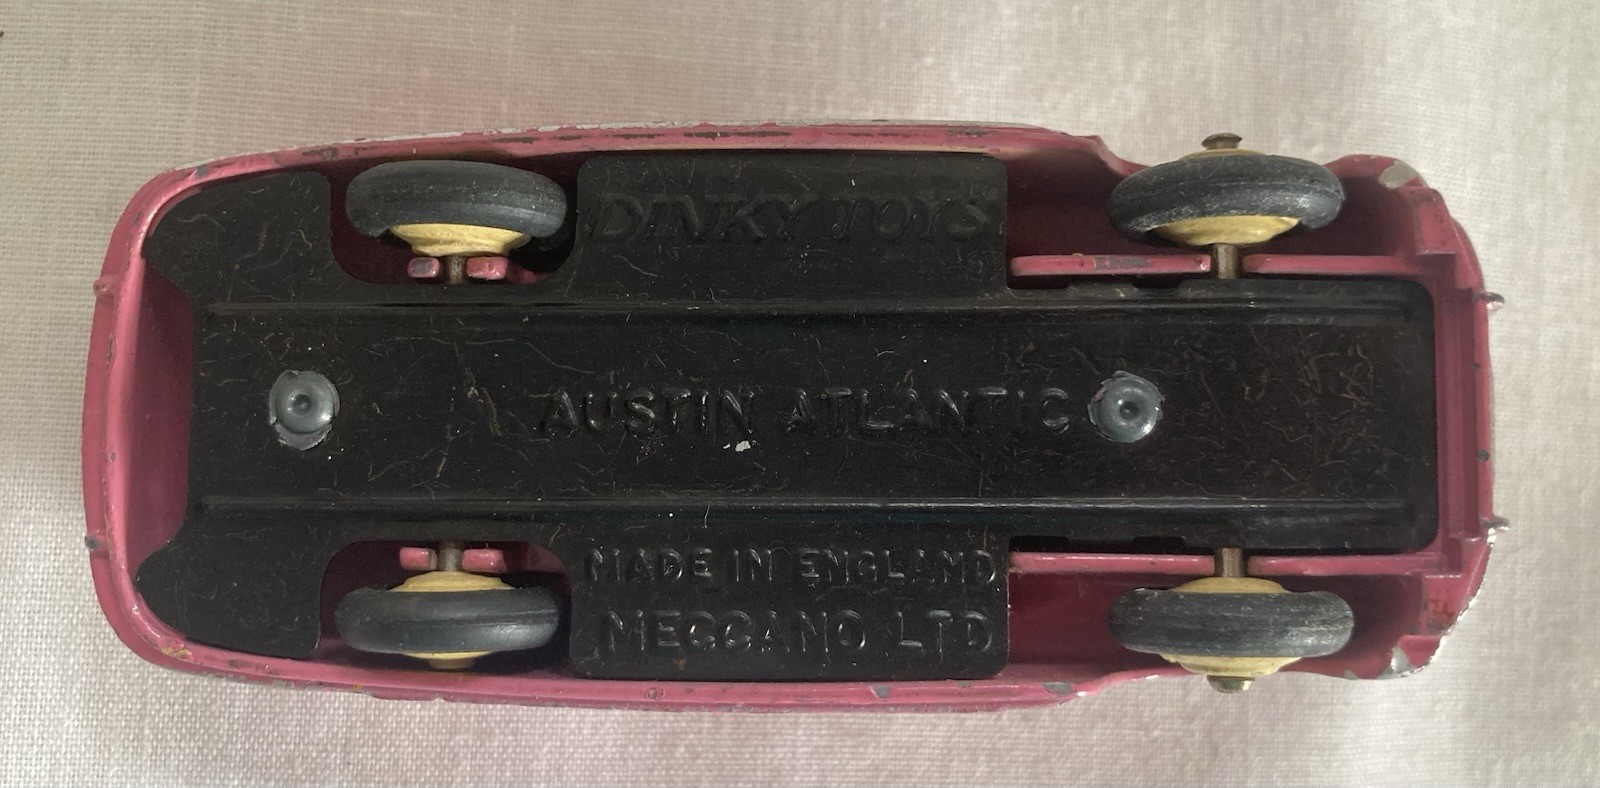 DINKY TOYS
AUSTIN ATLANTIC
MADE IN ENGLAND
MECCANO LTD